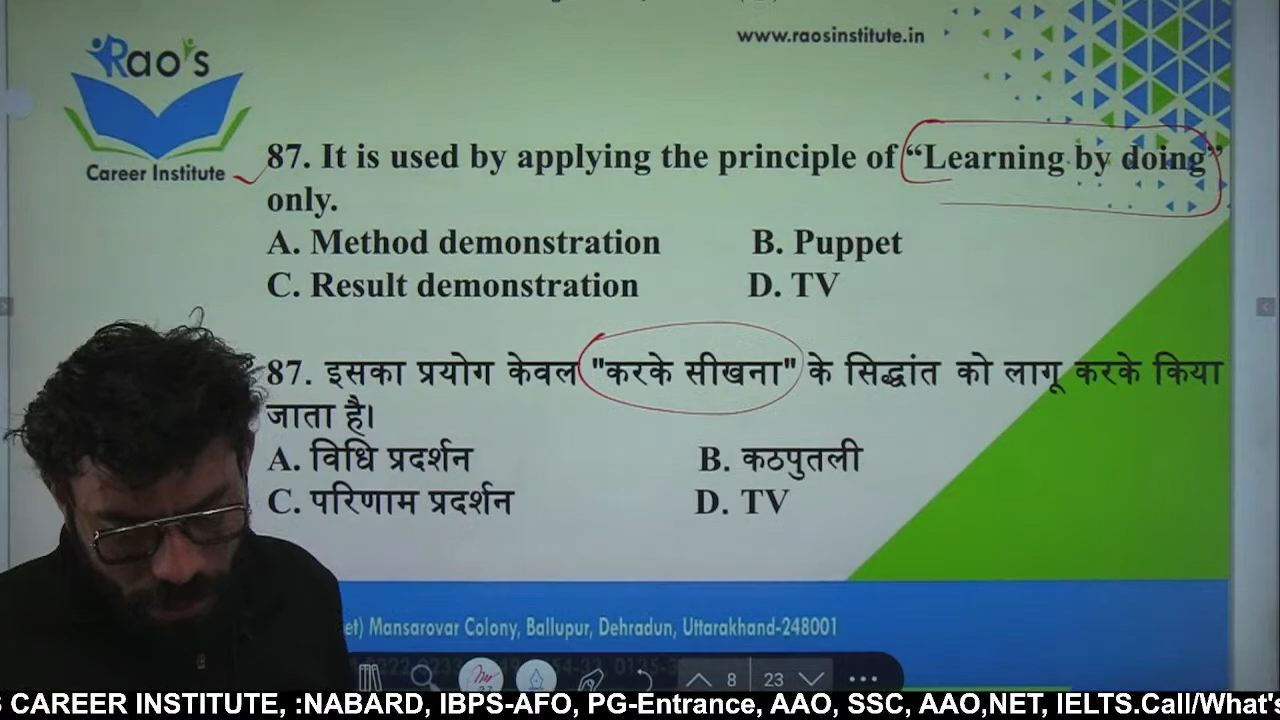 www.raosinstitute.in
Rao's
Career Institute
87. It is used by applying the principle of “Learning by doing”
only.
A. Method demonstration B. Puppet
C. Result demonstration D. TV
87. इसका प्रयोग केवल "करके सीखना" के सिद्धांत को लागू करके किया
जाता है।
A. विधि प्रदर्शन B. कठपुतली
C. परिणाम प्रदर्शन D. TV
Mansarovar Colony, Ballupur, Dehradun, Uttarakhand-248001
8 23
CAREER INSTITUTE, :NABARD, IBPS-AFO, PG-Entrance, AAO, SSC, AAO,NET, IELTS.Call/What's